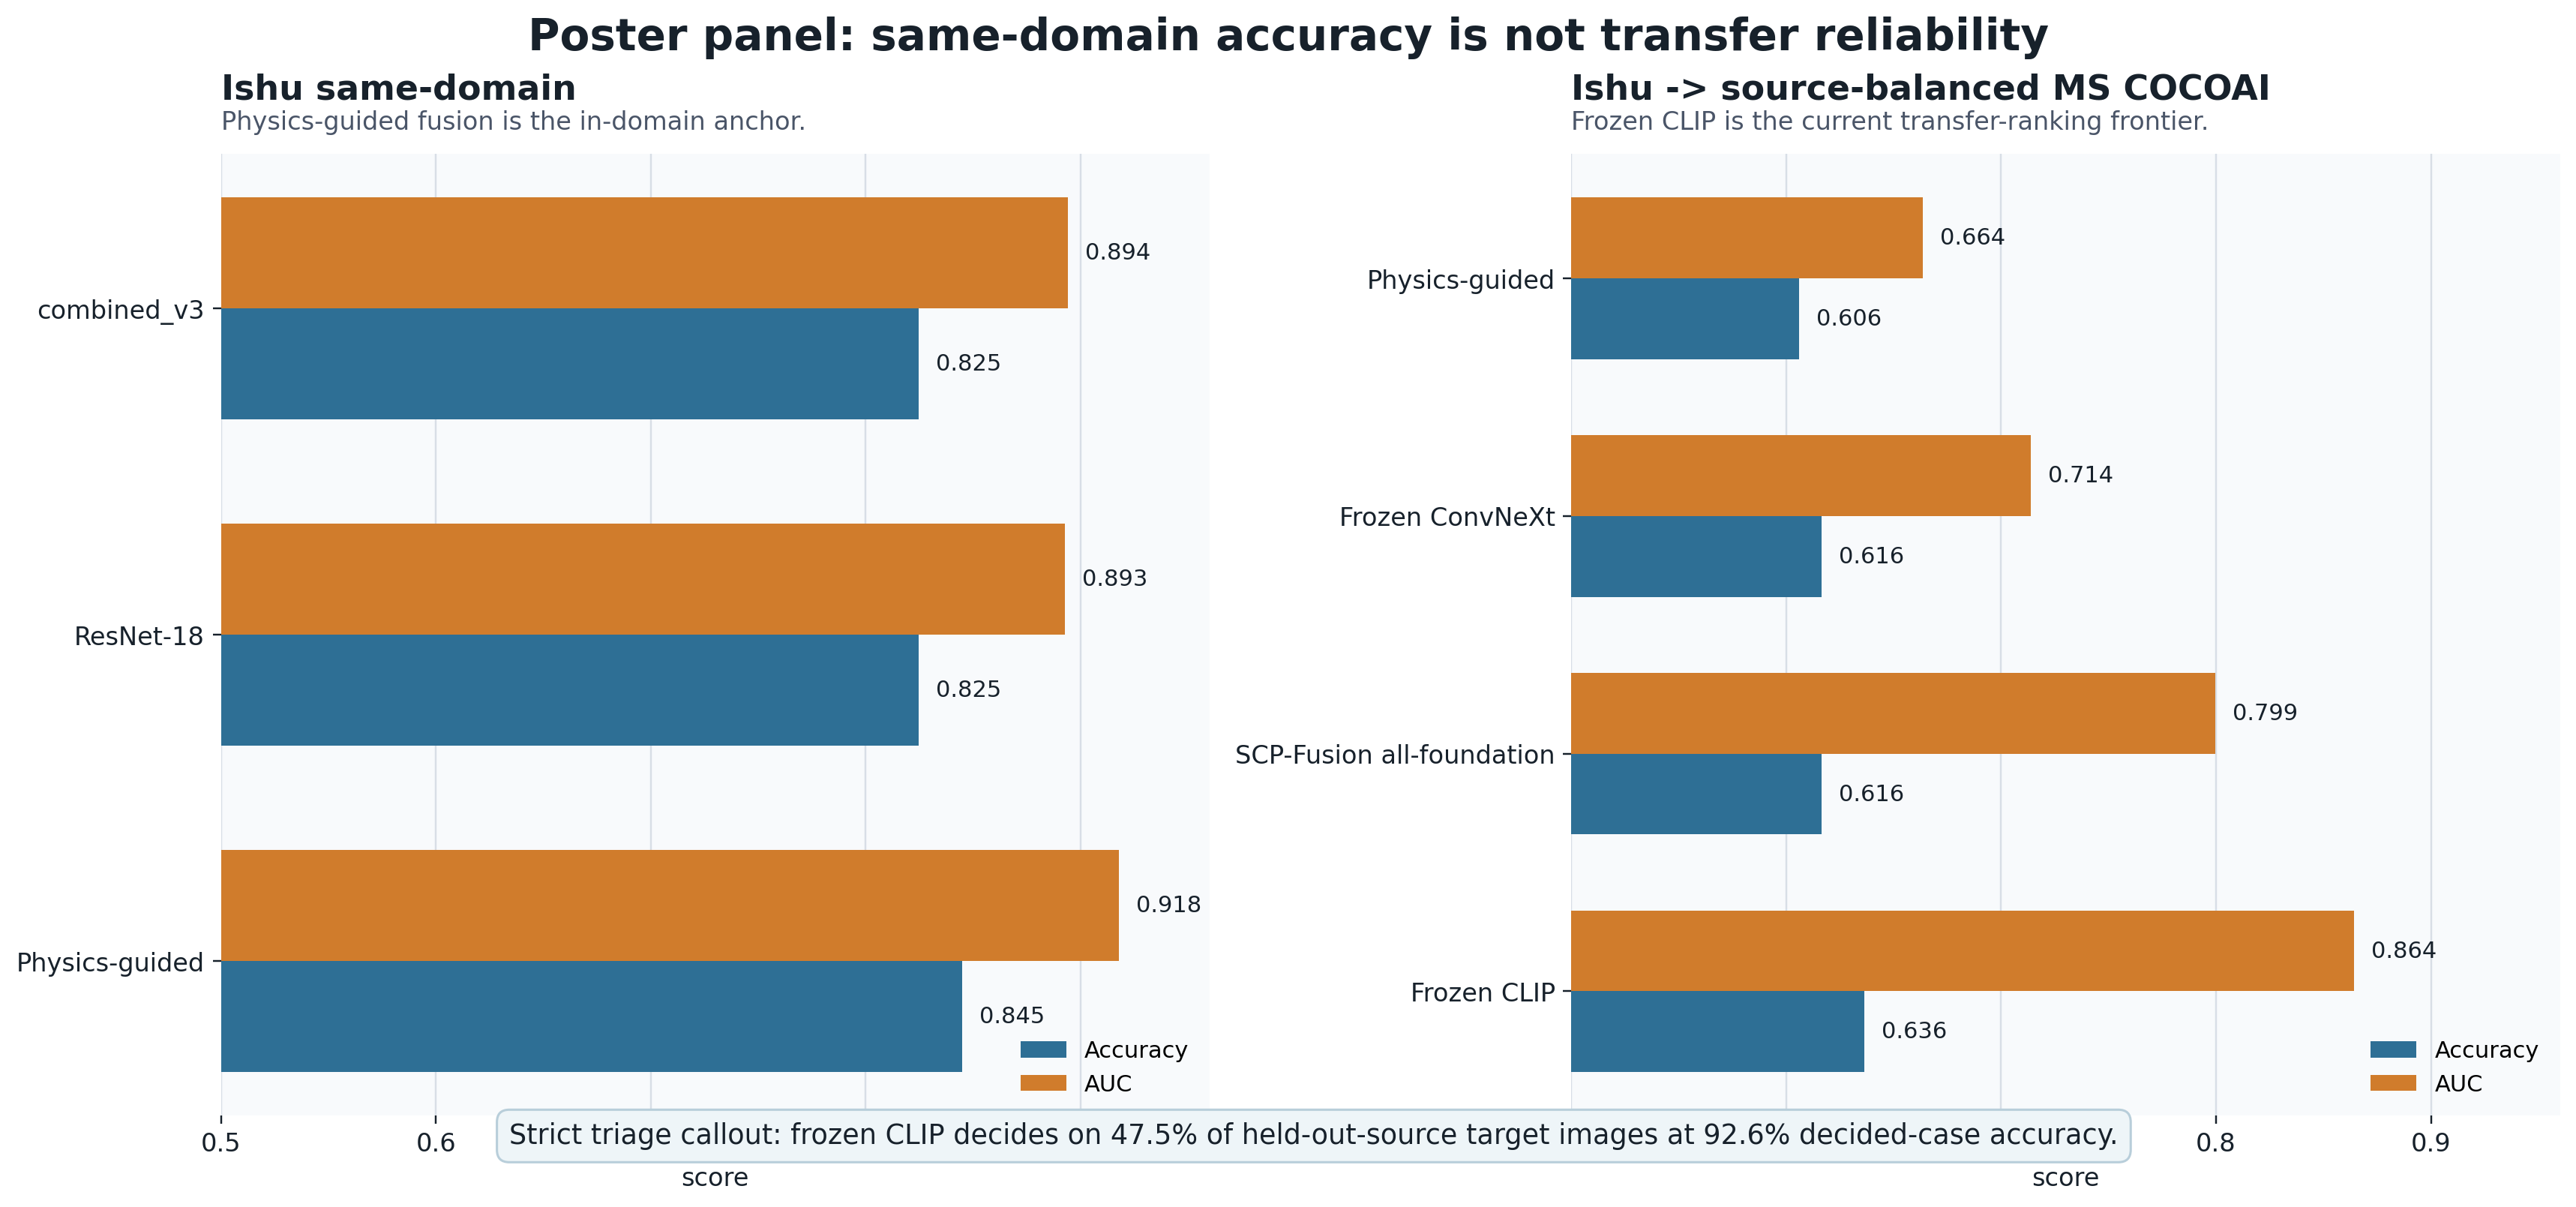 Poster panel: same-domain accuracy is not transfer reliability
Ishu same-domain
Physics-guided fusion is the in-domain anchor.
combined_v3
0.894
0.825
ResNet-18
0.893
0.825
Physics-guided
0.918
0.845
Accuracy
AUC
0.5
0.6
score
Ishu -> source-balanced MS COCOAI
Frozen CLIP is the current transfer-ranking frontier.
Physics-guided
0.664
0.606
Frozen ConvNeXt
0.714
0.616
SCP-Fusion all-foundation
0.799
0.616
Frozen CLIP
0.864
0.636
Accuracy
AUC
0.8
0.9
score
Strict triage callout: frozen CLIP decides on 47.5% of held-out-source target images at 92.6% decided-case accuracy.